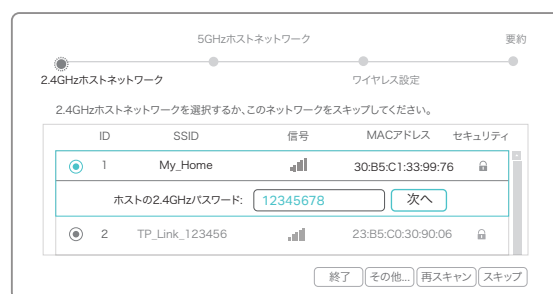 5GHzホストネットワーク 要約
2.4GHzホストネットワーク ワイヤレス設定
2.4GHzホストネットワークを選択するか、このネットワークをスキップしてください。
ID SSID 信号 MACアドレス セキュリティ
1 My_Home 30:B5:C1:33:99:76
ホストの2.4GHzパスワード: 12345678 次へ
2 TP_Link_123456 23:B5:C0:30:90:06
終了 その他... 再スキャン スキップ